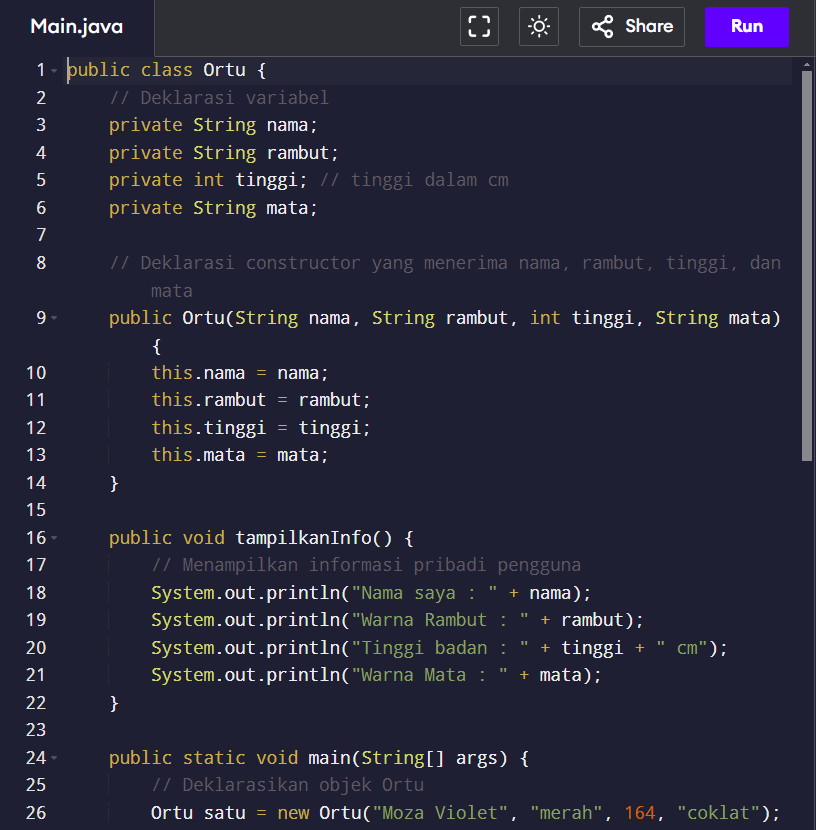 Main.java
Share
Run
1 public class Ortu {
2     // Deklarasi variabel
3     private String nama;
4     private String rambut;
5     private int tinggi; // tinggi dalam cm
6     private String mata;
7
8     // Deklarasi constructor yang menerima nama, rambut, tinggi, dan
        mata
9     public Ortu(String nama, String rambut, int tinggi, String mata)
        {
10         this.nama = nama;
11         this.rambut = rambut;
12         this.tinggi = tinggi;
13         this.mata = mata;
14     }
15
16     public void tampilkanInfo() {
17         // Menampilkan informasi pribadi pengguna
18         System.out.println("Nama saya : " + nama);
19         System.out.println("Warna Rambut : " + rambut);
20         System.out.println("Tinggi badan : " + tinggi + " cm");
21         System.out.println("Warna Mata : " + mata);
22     }
23
24     public static void main(String[] args) {
25         // Deklarasikan objek Ortu
26         Ortu satu = new Ortu("Moza Violet", "merah", 164, "coklat");